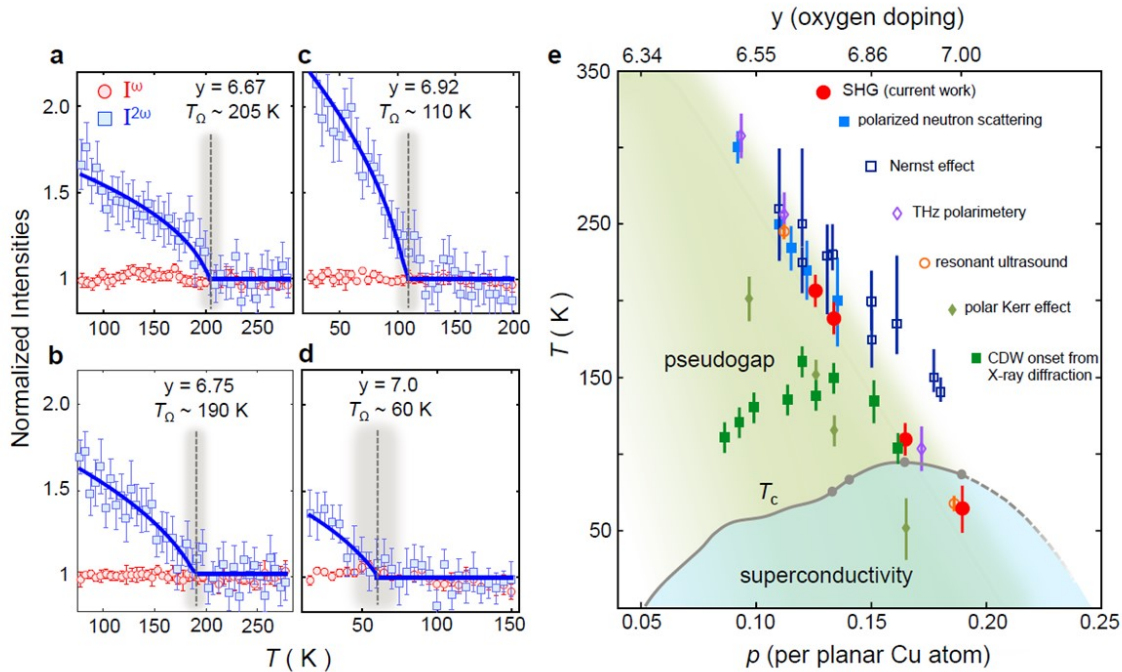 a
Iω
I2ω
y = 6.67
TΩ ~ 205 K
2.0
1.5
1
100 150 200 250
c
y = 6.92
TΩ ~ 110 K
50 100 150 200
b
y = 6.75
TΩ ~ 190 K
2.0
1.5
1
100 150 200 250
d
y = 7.0
TΩ ~ 60 K
0 50 100 150
Normalized Intensities
T ( K )
e
y (oxygen doping)
6.34 6.55 6.86 7.00
350
250
150
50
T ( K )
SHG (current work)
polarized neutron scattering
Nernst effect
THz polarimetery
resonant ultrasound
polar Kerr effect
CDW onset from
X-ray diffraction
pseudogap
Tc
superconductivity
0.05 0.10 0.15 0.20 0.25
p (per planar Cu atom)